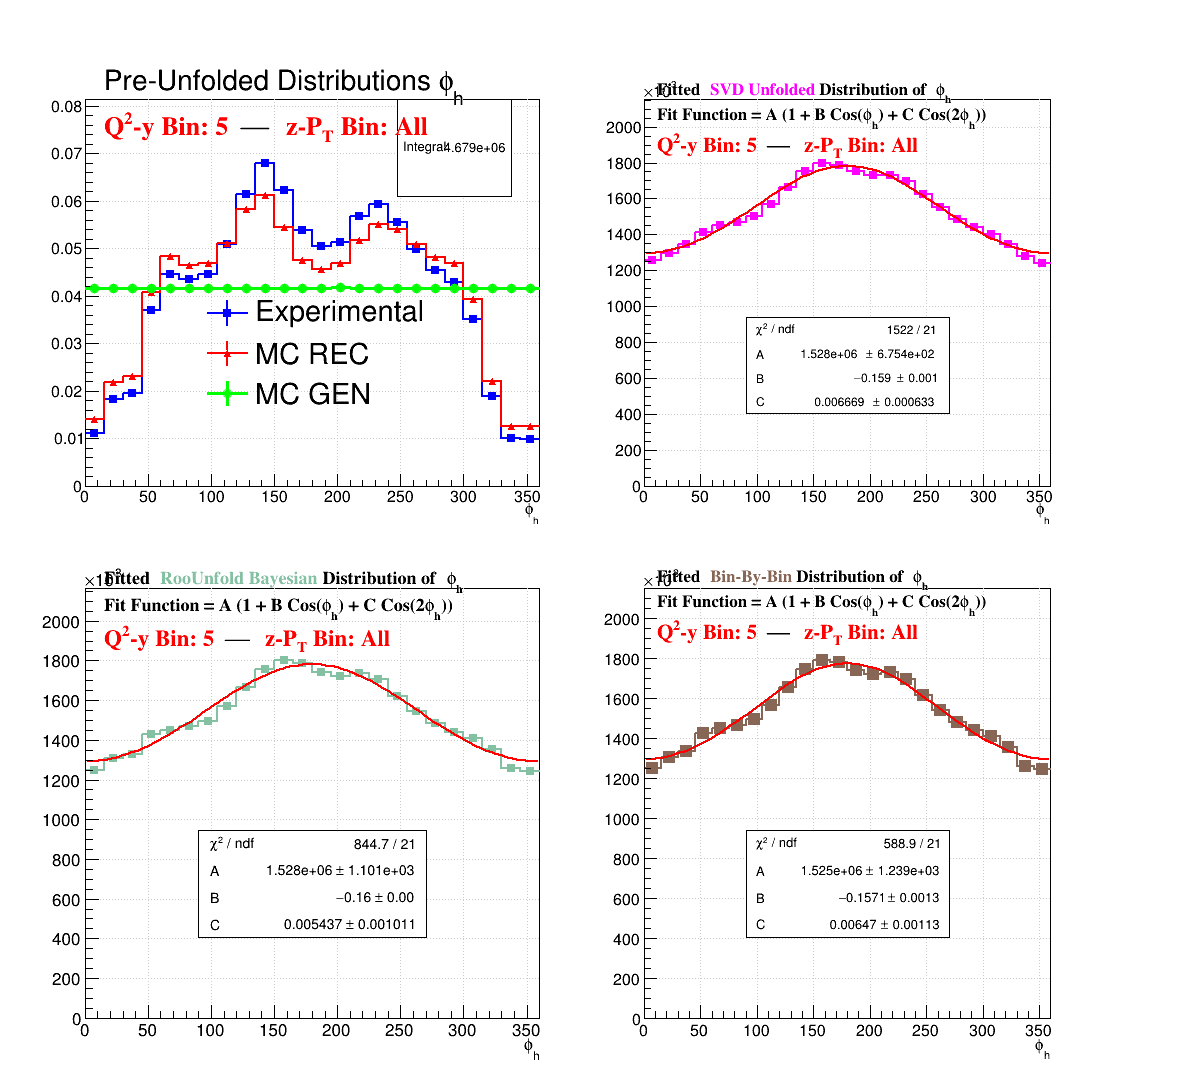 Pre-Unfolded Distributions ϕh
Q²-y Bin: 5 — z-PT Bin: All
Integral 4.679e+06
0.08
0.07
0.06
0.05
0.04
0.03
0.02
0.01
0
Experimental
MC REC
MC GEN
0 50 100 150 200 250 300 350
ϕh
Fitted SVD Unfolded Distribution of ϕh
Fit Function = A (1 + B Cos(ϕh) + C Cos(2ϕh))
Q²-y Bin: 5 — z-PT Bin: All
2000
1800
1600
1400
1200
1000
800
600
400
200
0
χ² / ndf 1522 / 21
A 1.528e+06 ± 6.754e+02
B −0.159 ± 0.001
C 0.006669 ± 0.000633
0 50 100 150 200 250 300 350
ϕh
Fitted RooUnfold Bayesian Distribution of ϕh
Fit Function = A (1 + B Cos(ϕh) + C Cos(2ϕh))
Q²-y Bin: 5 — z-PT Bin: All
2000
1800
1600
1400
1200
1000
800
600
400
200
0
χ² / ndf 844.7 / 21
A 1.528e+06 ± 1.101e+03
B −0.16 ± 0.00
C 0.005437 ± 0.001011
0 50 100 150 200 250 300 350
ϕh
Fitted Bin-By-Bin Distribution of ϕh
Fit Function = A (1 + B Cos(ϕh) + C Cos(2ϕh))
Q²-y Bin: 5 — z-PT Bin: All
2000
1800
1600
1400
1200
1000
800
600
400
200
0
χ² / ndf 588.9 / 21
A 1.525e+06 ± 1.239e+03
B −0.1571 ± 0.0013
C 0.00647 ± 0.00113
0 50 100 150 200 250 300 350
ϕh